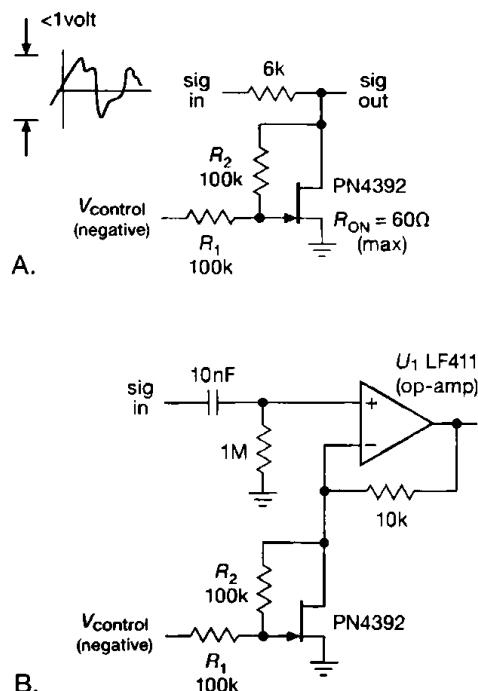 <1volt
6k
sig
in
sig
out
R2
100k
PN4392
Vcontrol
(negative)
RON = 60Ω
(max)
R1
100k
A.
U1 LF411
(op-amp)
10nF
sig
in
+
−
1M
10k
R2
100k
Vcontrol
(negative)
PN4392
R1
100k
B.